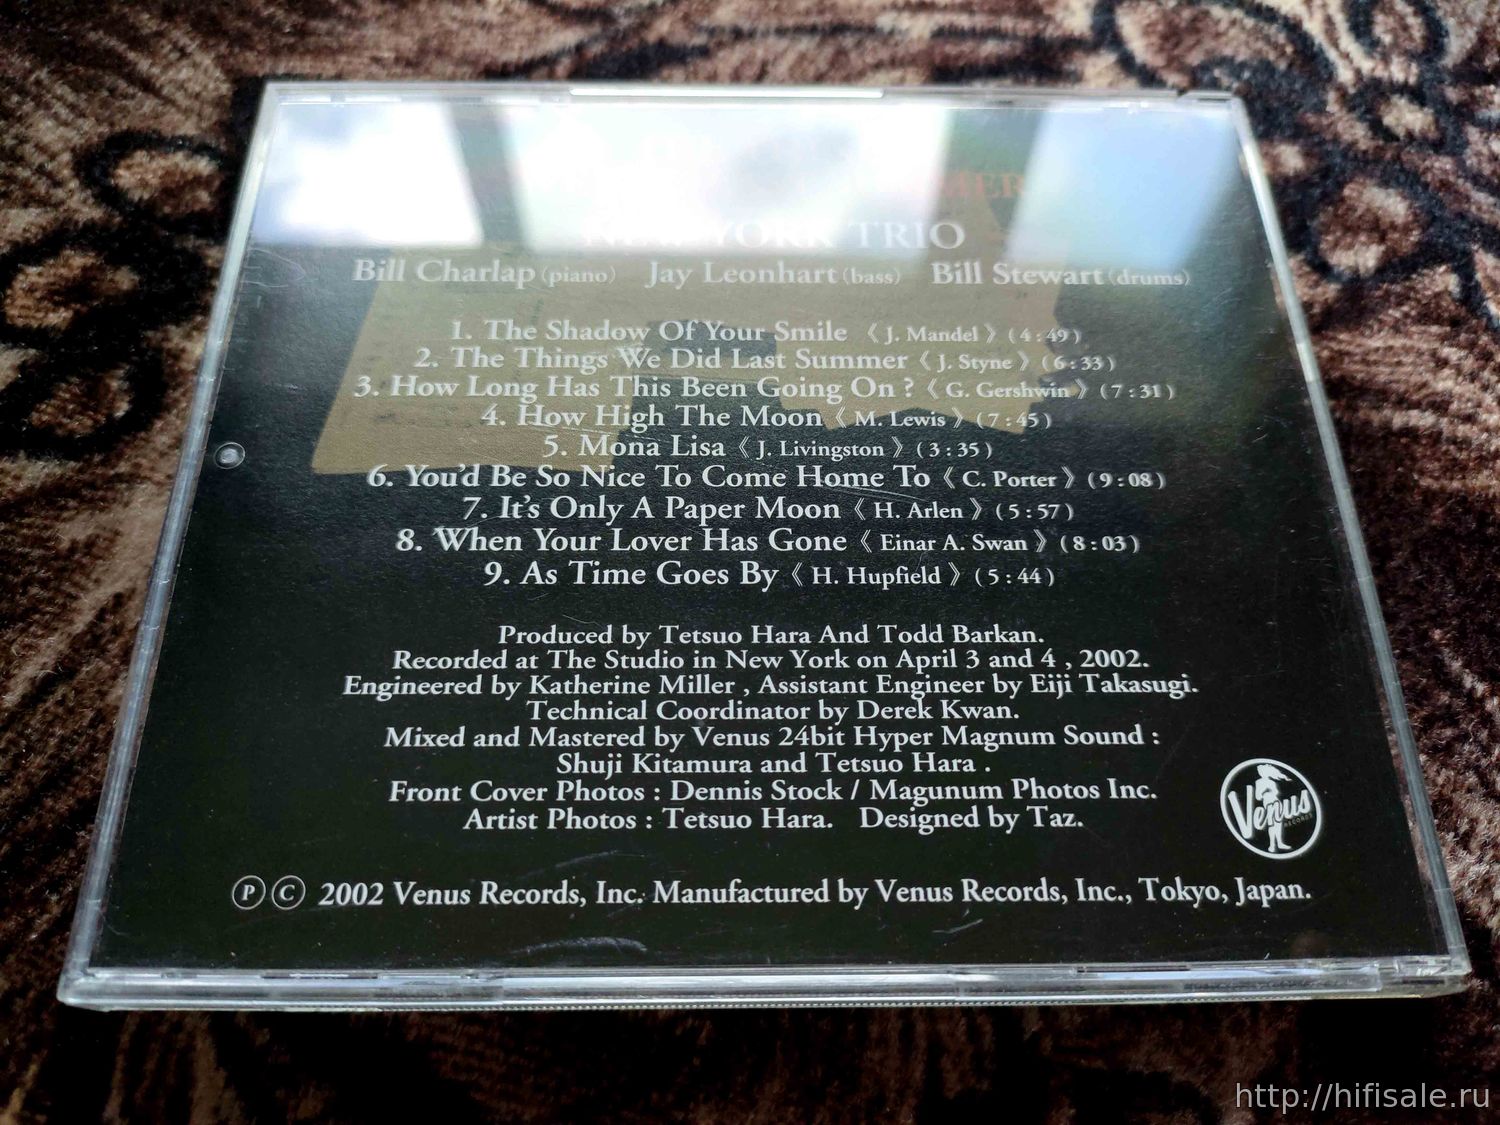 NEW YORK TRIO
Bill Charlap (piano) Jay Leonhart (bass) Bill Stewart (drums)
1. The Shadow Of Your Smile 《 J. Mandel 》 ( 4 : 49 )
2. The Things We Did Last Summer 《 J. Styne 》 ( 6 : 33 )
3. How Long Has This Been Going On ? 《 G. Gershwin 》 ( 7 : 31 )
4. How High The Moon 《 M. Lewis 》 ( 7 : 45 )
5. Mona Lisa 《 J. Livingston 》 ( 3 : 35 )
6. You'd Be So Nice To Come Home To 《 C. Porter 》 ( 9 : 08 )
7. It's Only A Paper Moon 《 H. Arlen 》 ( 5 : 57 )
8. When Your Lover Has Gone 《 Einar A. Swan 》 ( 8 : 03 )
9. As Time Goes By 《 H. Hupfield 》 ( 5 : 44 )
Produced by Tetsuo Hara And Todd Barkan.
Recorded at The Studio in New York on April 3 and 4 , 2002.
Engineered by Katherine Miller , Assistant Engineer by Eiji Takasugi.
Technical Coordinator by Derek Kwan.
Mixed and Mastered by Venus 24bit Hyper Magnum Sound :
Shuji Kitamura and Tetsuo Hara .
Front Cover Photos : Dennis Stock / Magunum Photos Inc.
Artist Photos : Tetsuo Hara. Designed by Taz.
Venus
RECORDS
Ⓟ Ⓒ 2002 Venus Records, Inc. Manufactured by Venus Records, Inc., Tokyo, Japan.
http://hifisale.ru